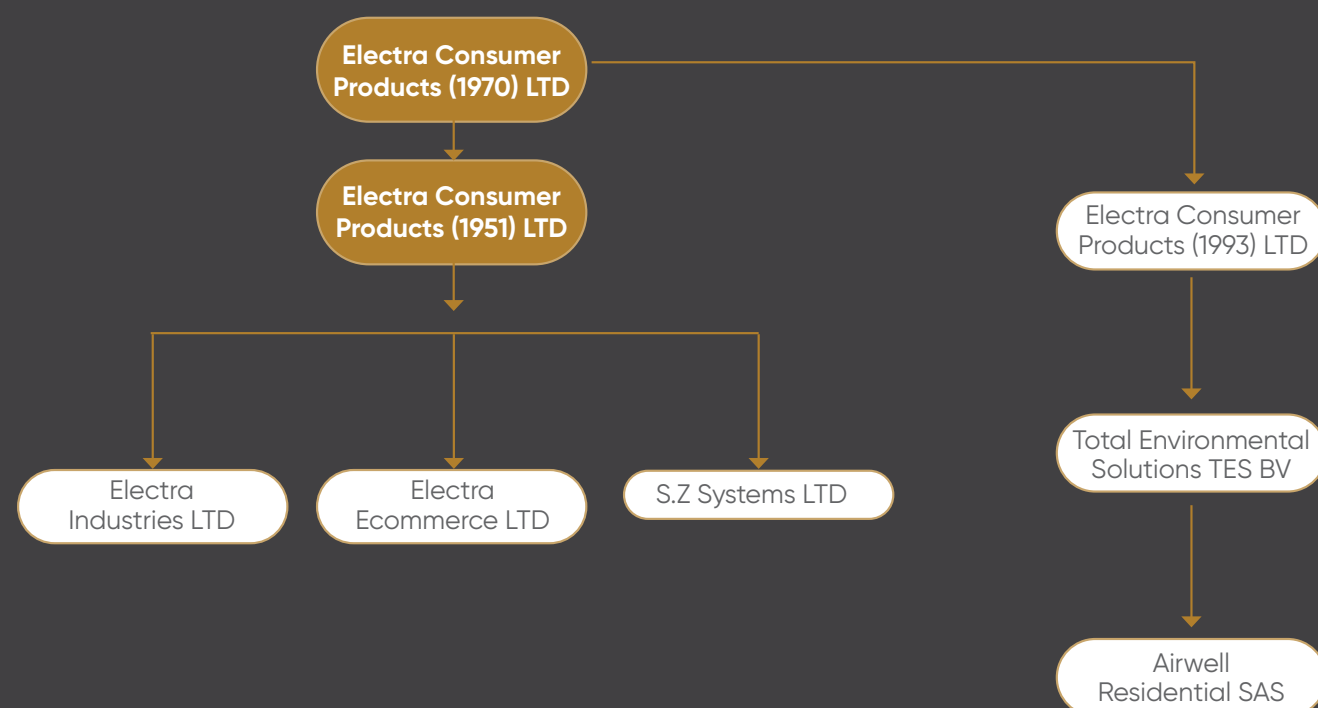 Electra Consumer
Products (1970) LTD
Electra Consumer
Products (1951) LTD
Electra Consumer
Products (1993) LTD
Total Environmental
Solutions TES BV
Electra
Industries LTD
Electra
Ecommerce LTD
S.Z Systems LTD
Airwell
Residential SAS